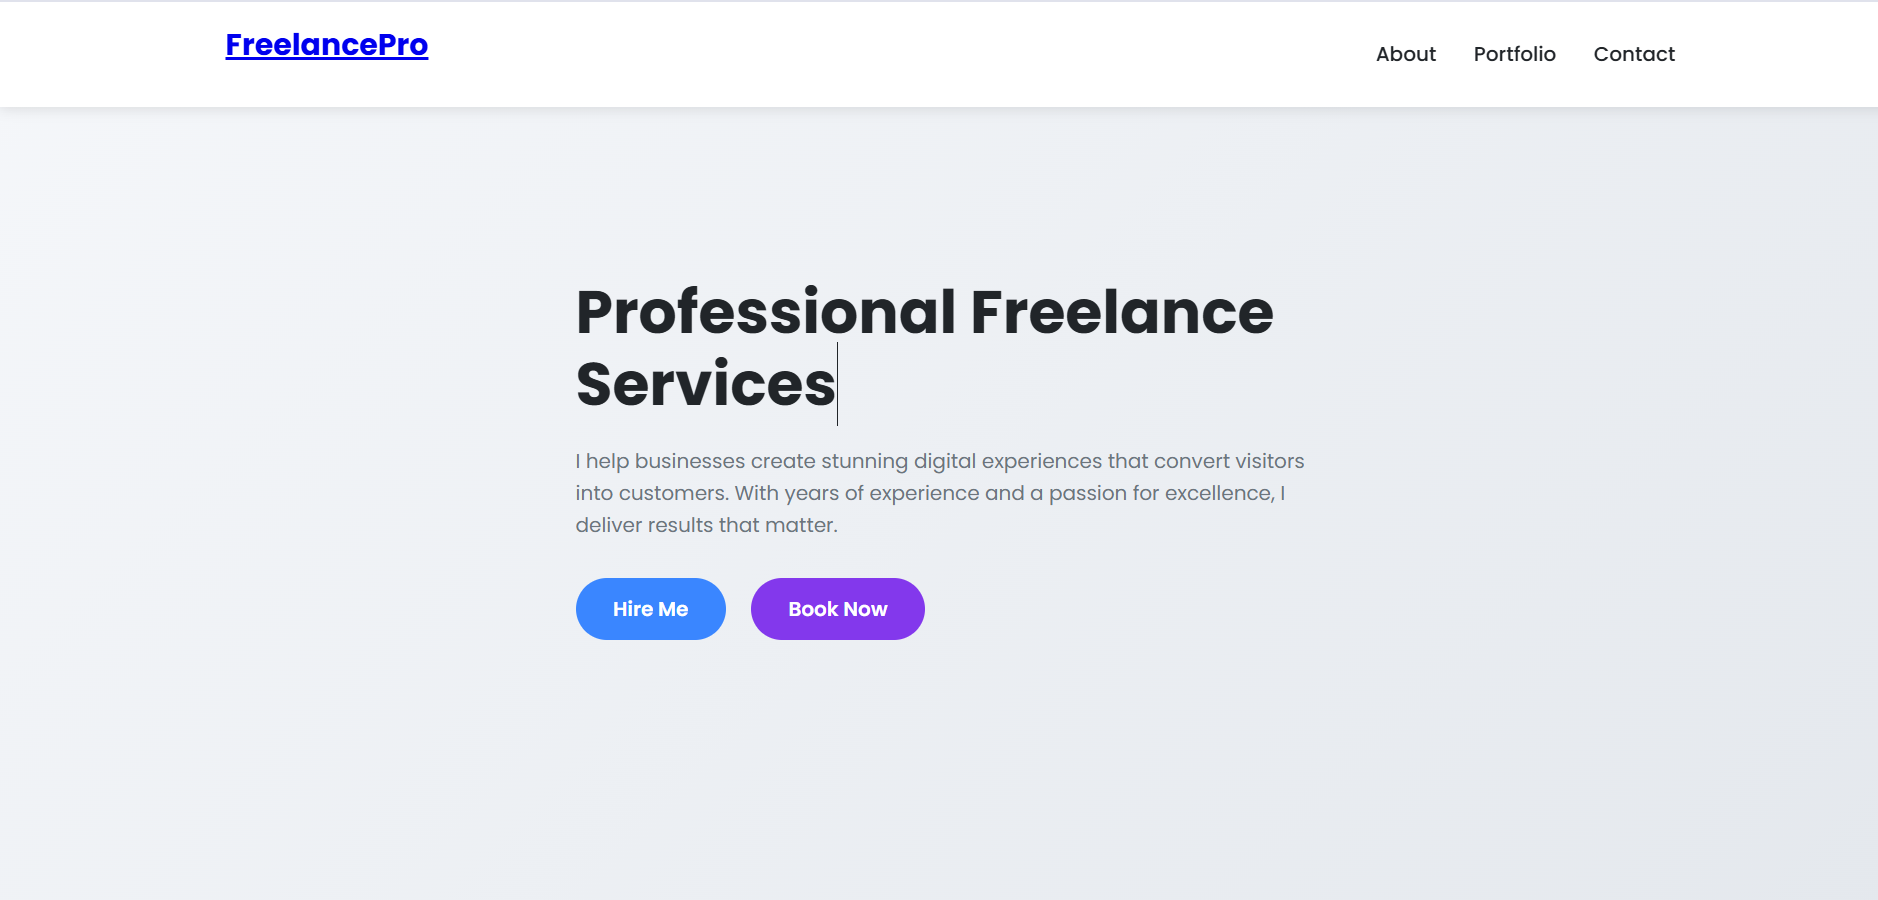 FreelancePro
About
Portfolio
Contact
Professional Freelance
Services
I help businesses create stunning digital experiences that convert visitors
into customers. With years of experience and a passion for excellence, I
deliver results that matter.
Hire Me
Book Now